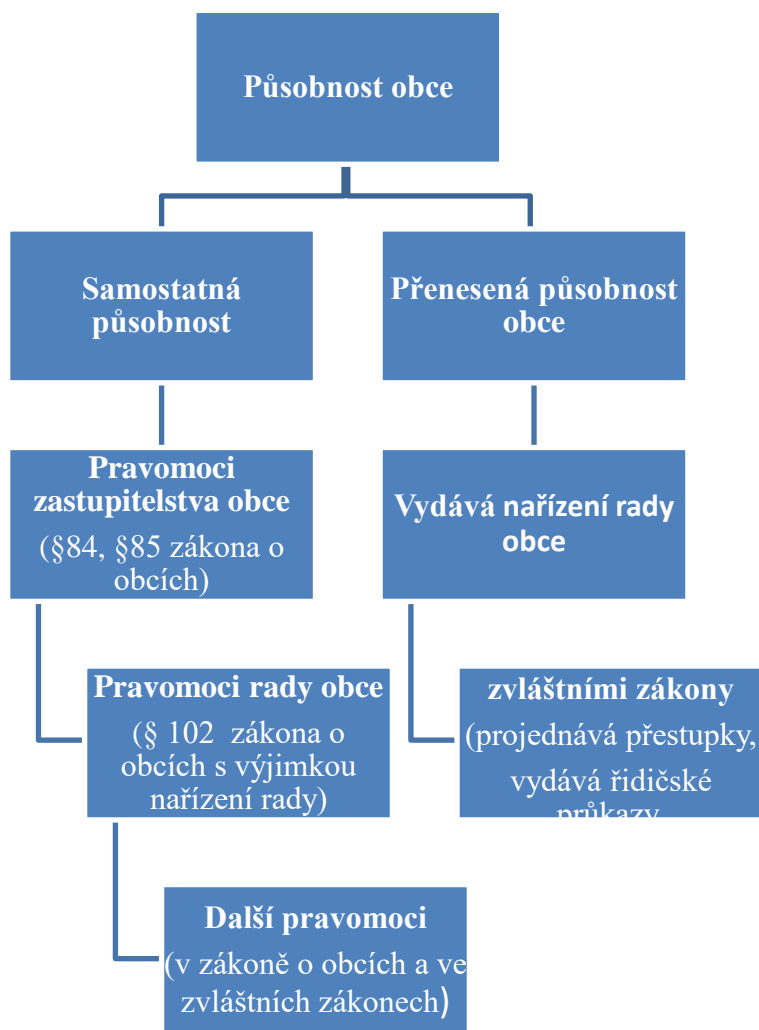 Působnost obce
Samostatná
působnost
Přenesená působnost
obce
Pravomoci
zastupitelstva obce
(§84, §85 zákona o
obcích)
Vydává nařízení rady
obce
Pravomoci rady obce
(§ 102 zákona o
obcích s výjimkou
nařízení rady)
zvláštními zákony
(projednává přestupky,
vydává řidičské
průkazy
Další pravomoci
(v zákoně o obcích a ve
zvláštních zákonech)